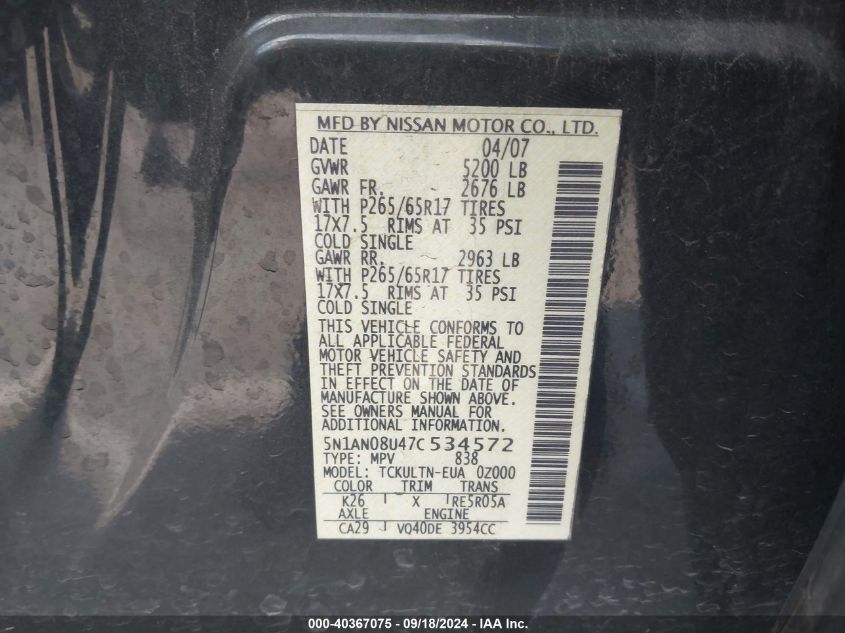 MFD BY NISSAN MOTOR CO., LTD.
DATE 04/07
GVWR 5200 LB
GAWR FR. 2676 LB
WITH P265/65R17 TIRES
17X7.5 RIMS AT 35 PSI
COLD SINGLE
GAWR RR. 2963 LB
WITH P265/65R17 TIRES
17X7.5 RIMS AT 35 PSI
COLD SINGLE
THIS VEHICLE CONFORMS TO
ALL APPLICABLE FEDERAL
MOTOR VEHICLE SAFETY AND
THEFT PREVENTION STANDARDS
IN EFFECT ON THE DATE OF
MANUFACTURE SHOWN ABOVE.
SEE OWNERS MANUAL FOR
ADDITIONAL INFORMATION.
5N1AN08U47C534572
TYPE: MPV 838
MODEL: TCKULTN-EUA 0Z000
COLOR TRIM TRANS
K26 X RE5R05A
AXLE ENGINE
CA29 VQ40DE 3954CC
000-40367075 - 09/18/2024 - IAA Inc.